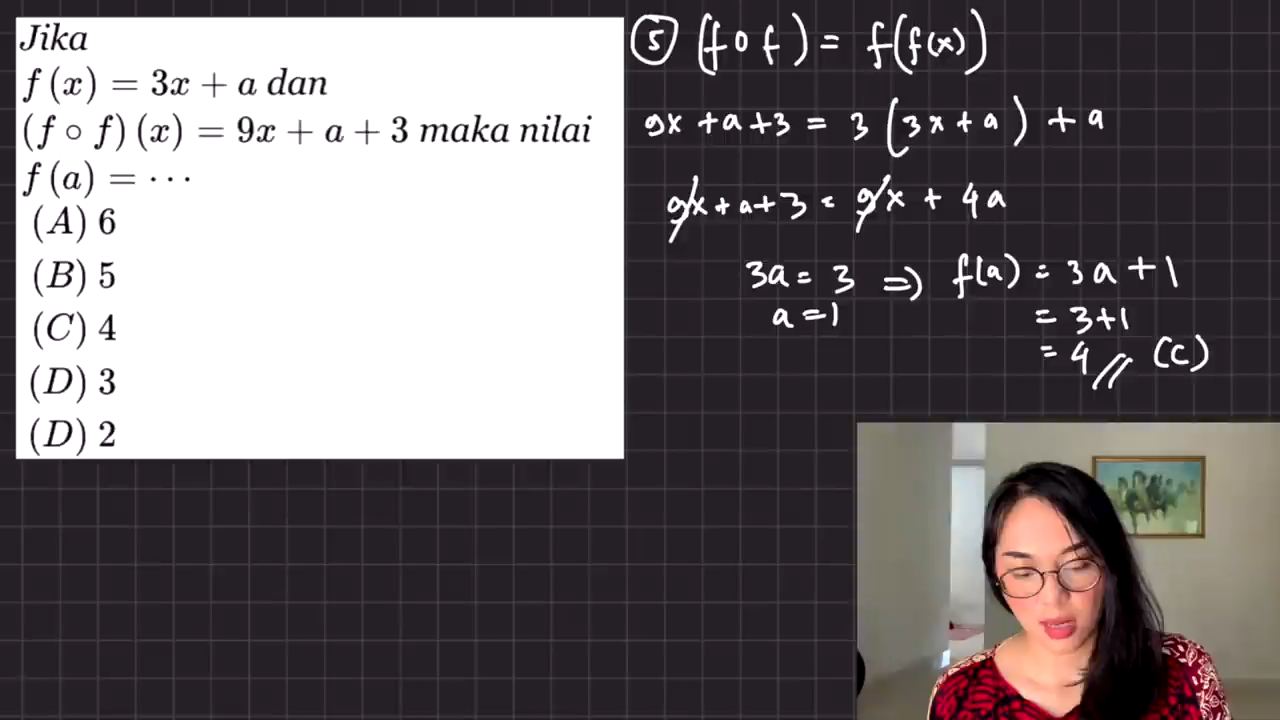 Jika
f (x) = 3x + a dan
(f ∘ f) (x) = 9x + a + 3 maka nilai
f (a) = ⋯
(A) 6
(B) 5
(C) 4
(D) 3
(D) 2
⑤ (f o f) = f(f(x))
9x + a + 3 = 3 (3x + a) + a
9x + a + 3 = 9x + 4a
3a = 3 ⇒ f(a) = 3a + 1
a = 1 = 3+1
= 4 // (C)